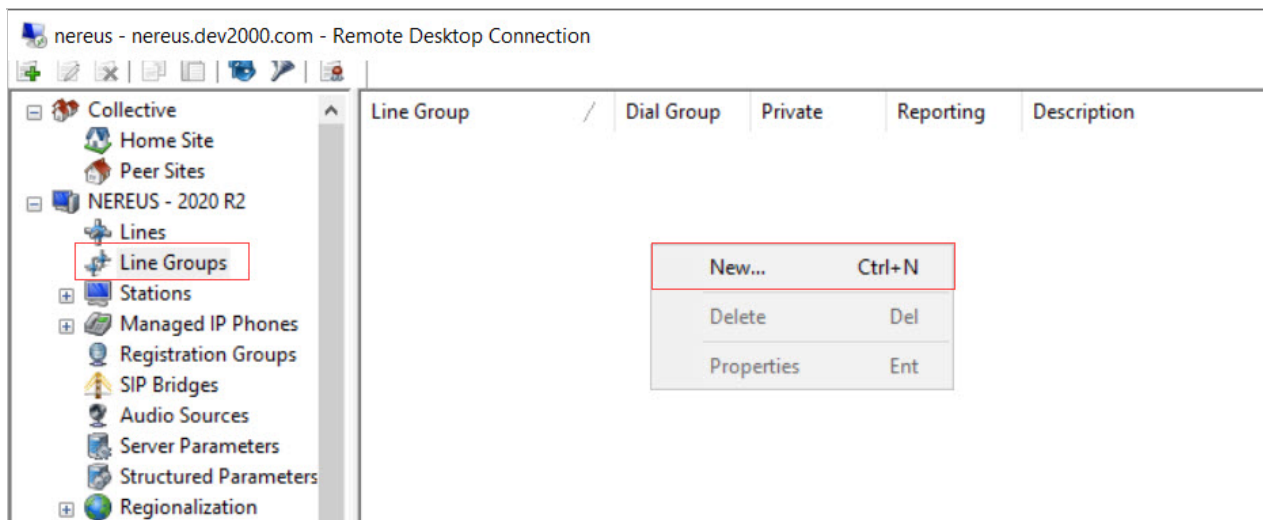 nereus - nereus.dev2000.com - Remote Desktop Connection
Collective
Home Site
Peer Sites
NEREUS - 2020 R2
Lines
Line Groups
Stations
Managed IP Phones
Registration Groups
SIP Bridges
Audio Sources
Server Parameters
Structured Parameters
Regionalization
Line Group Dial Group Private Reporting Description
New... Ctrl+N
Delete Del
Properties Ent